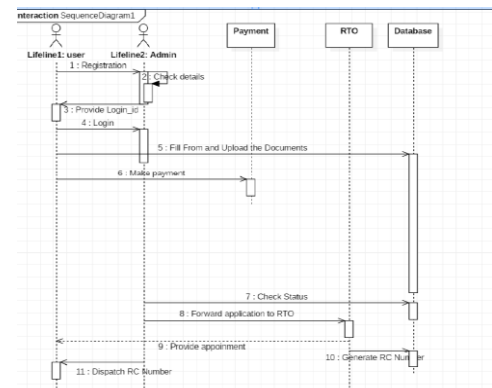 interaction SequenceDiagram1
Payment
RTO
Database
Lifeline1: user
Lifeline2: Admin
1 : Registration
2 : Check details
3 : Provide Login_id
4 : Login
5 : Fill From and Upload the Documents
6 : Make payment
7 : Check Status
8 : Forward application to RTO
9 : Provide appoinment
10 : Generate RC Number
11 : Dispatch RC Number